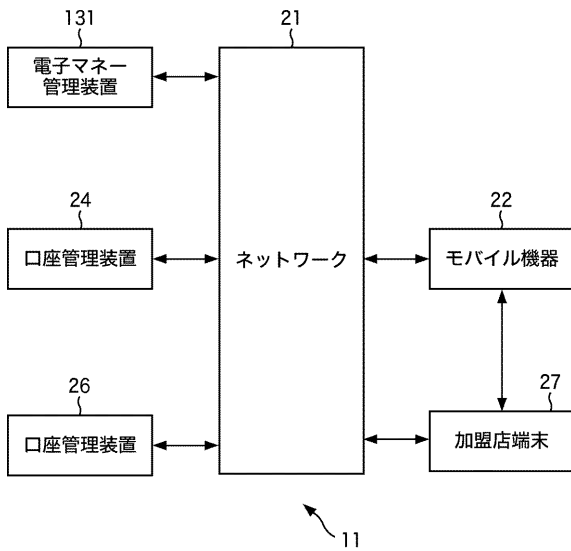 131
電子マネー
管理装置
21
24
口座管理装置
ネットワーク
22
モバイル機器
26
口座管理装置
27
加盟店端末
11